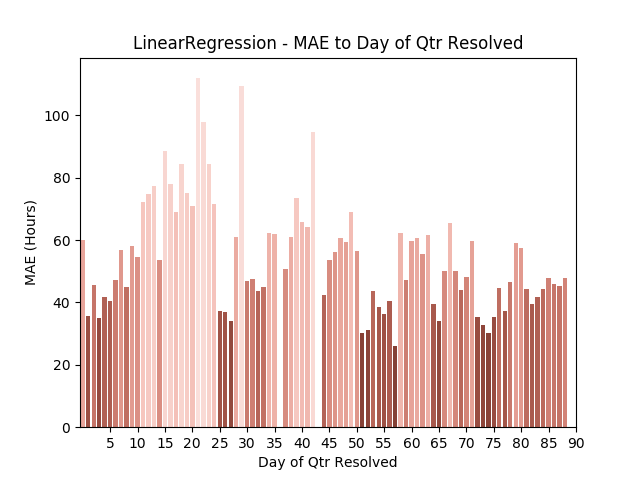 LinearRegression - MAE to Day of Qtr Resolved
100
80
60
40
20
0
MAE (Hours)
5 10 15 20 25 30 35 40 45 50 55 60 65 70 75 80 85 90
Day of Qtr Resolved